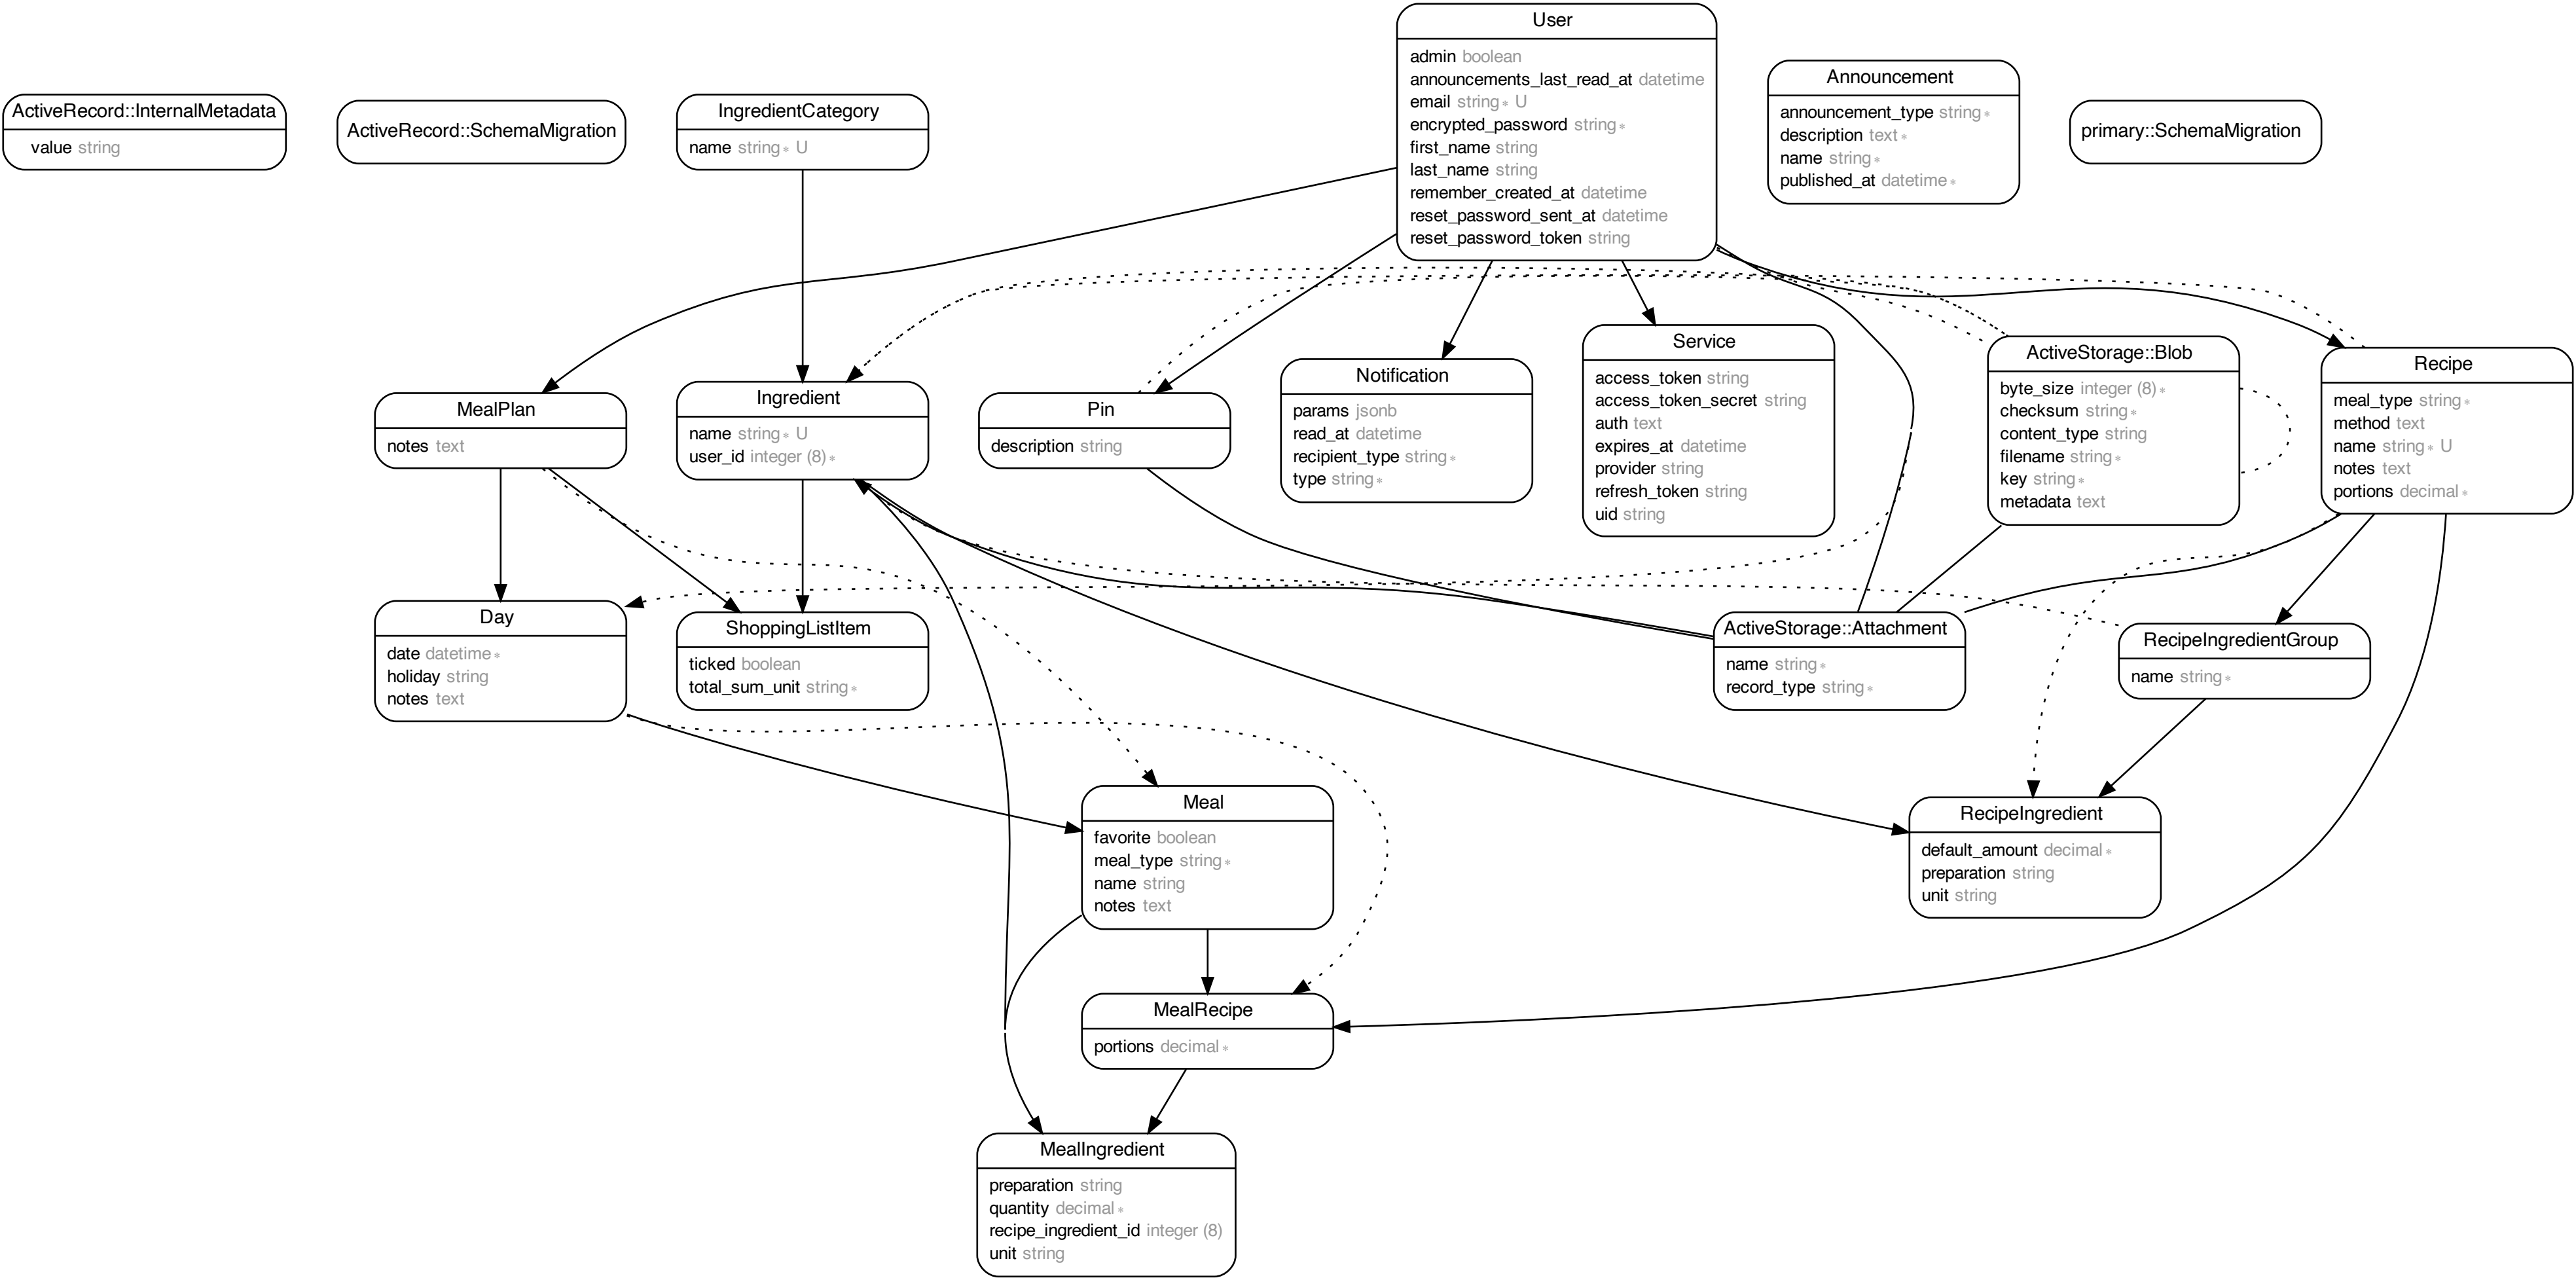 User
admin boolean
announcements_last_read_at datetime
email string∗ U
encrypted_password string∗
first_name string
last_name string
remember_created_at datetime
reset_password_sent_at datetime
reset_password_token string
Announcement
announcement_type string∗
description text∗
name string∗
published_at datetime∗
ActiveRecord::InternalMetadata
value string
ActiveRecord::SchemaMigration
IngredientCategory
name string∗ U
primary::SchemaMigration
MealPlan
notes text
Ingredient
name string∗ U
user_id integer (8)∗
Pin
description string
Notification
params jsonb
read_at datetime
recipient_type string∗
type string∗
Service
access_token string
access_token_secret string
auth text
expires_at datetime
provider string
refresh_token string
uid string
ActiveStorage::Blob
byte_size integer (8)∗
checksum string∗
content_type string
filename string∗
key string∗
metadata text
Recipe
meal_type string∗
method text
name string∗ U
notes text
portions decimal∗
Day
date datetime∗
holiday string
notes text
ShoppingListItem
ticked boolean
total_sum_unit string∗
ActiveStorage::Attachment
name string∗
record_type string∗
RecipeIngredientGroup
name string∗
Meal
favorite boolean
meal_type string∗
name string
notes text
RecipeIngredient
default_amount decimal∗
preparation string
unit string
MealRecipe
portions decimal∗
MealIngredient
preparation string
quantity decimal∗
recipe_ingredient_id integer (8)
unit string